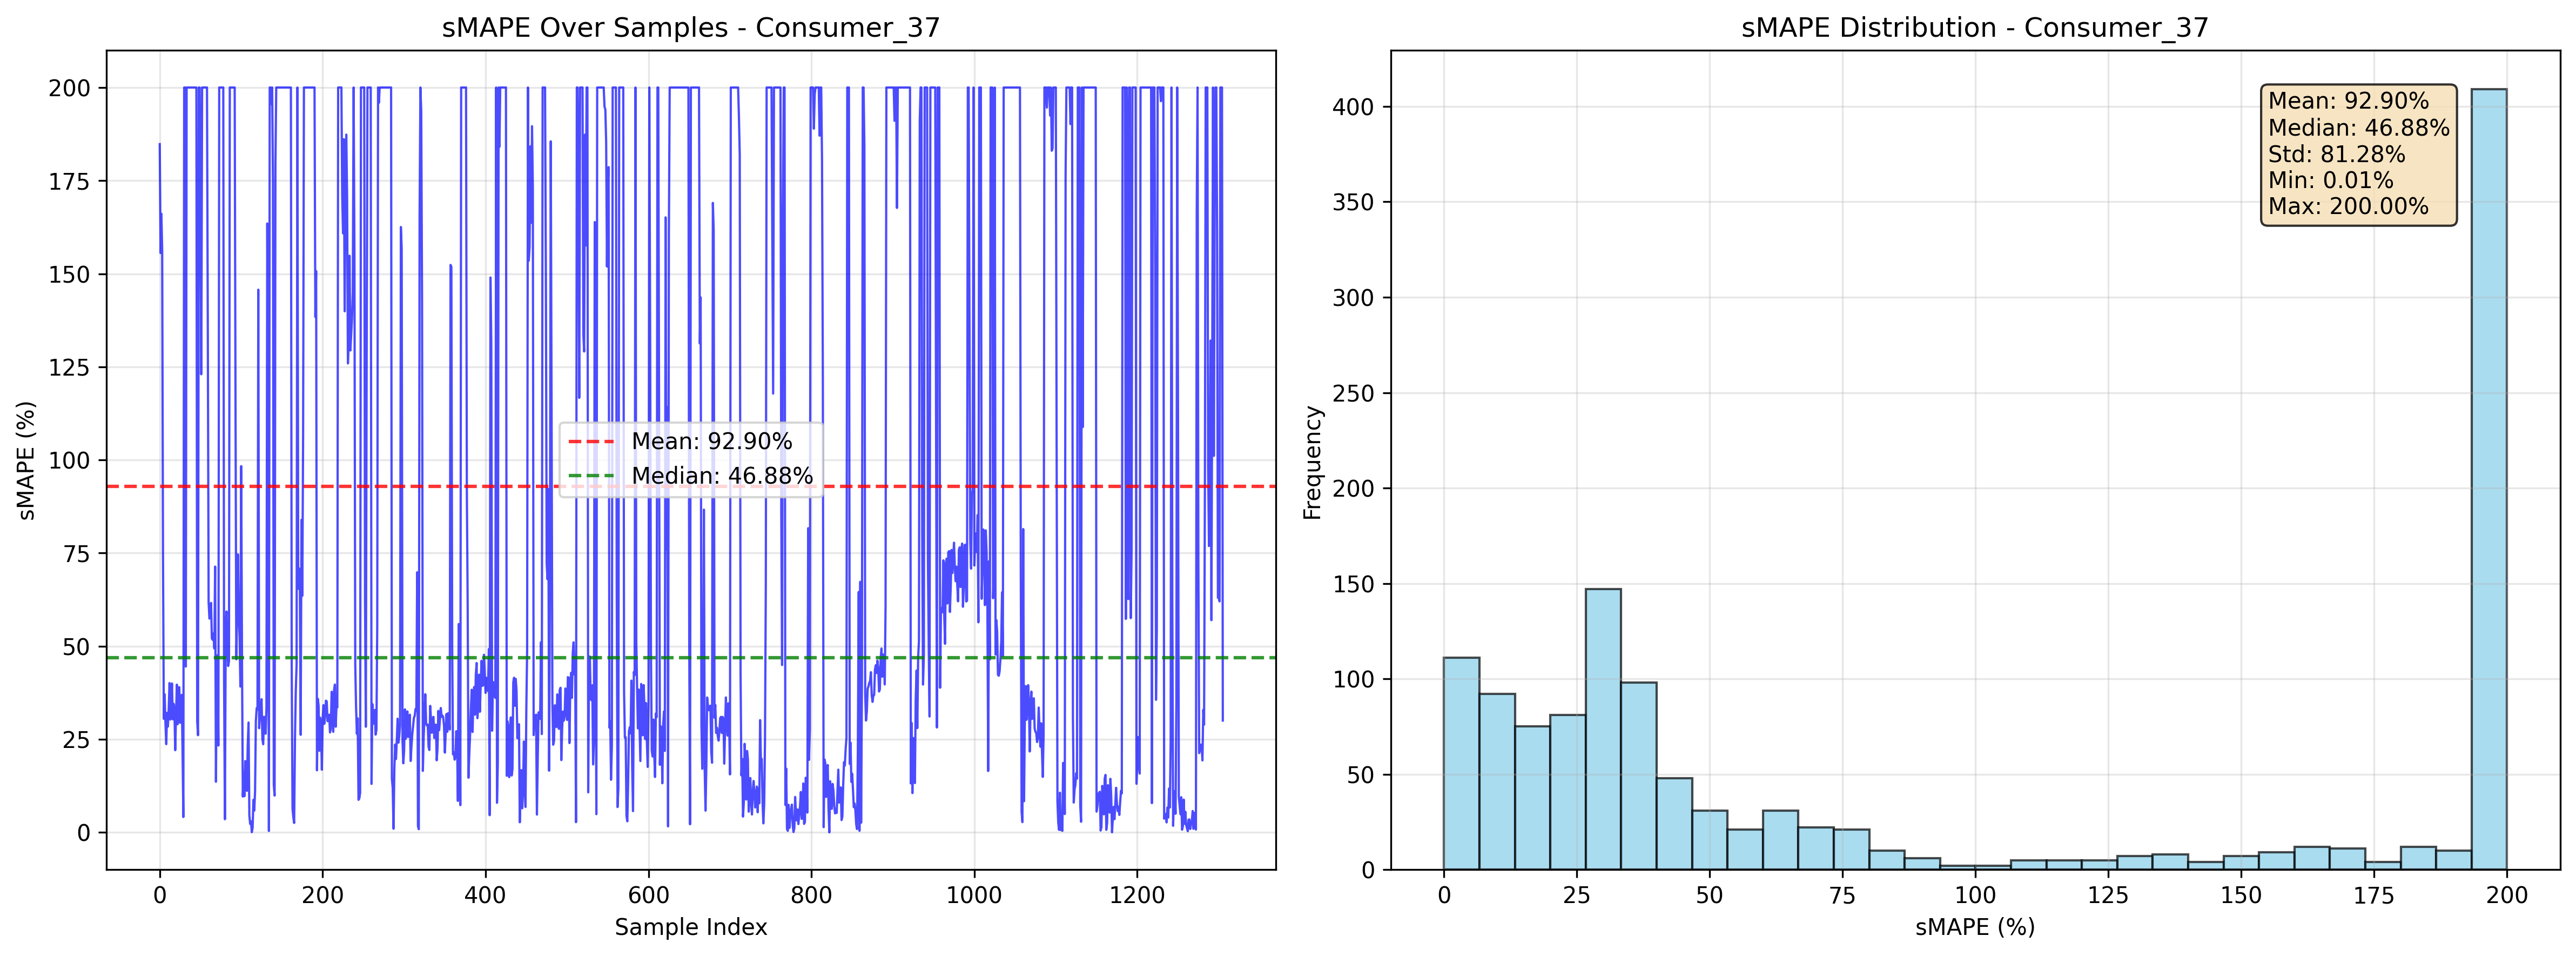 sMAPE Over Samples - Consumer_37
sMAPE (%)
200
175
150
125
100
75
50
25
0
Mean: 92.90%
Median: 46.88%
0 200 400 600 800 1000 1200
Sample Index
sMAPE Distribution - Consumer_37
Frequency
400
350
300
250
200
150
100
50
0
Mean: 92.90%
Median: 46.88%
Std: 81.28%
Min: 0.01%
Max: 200.00%
0 25 50 75 100 125 150 175 200
sMAPE (%)